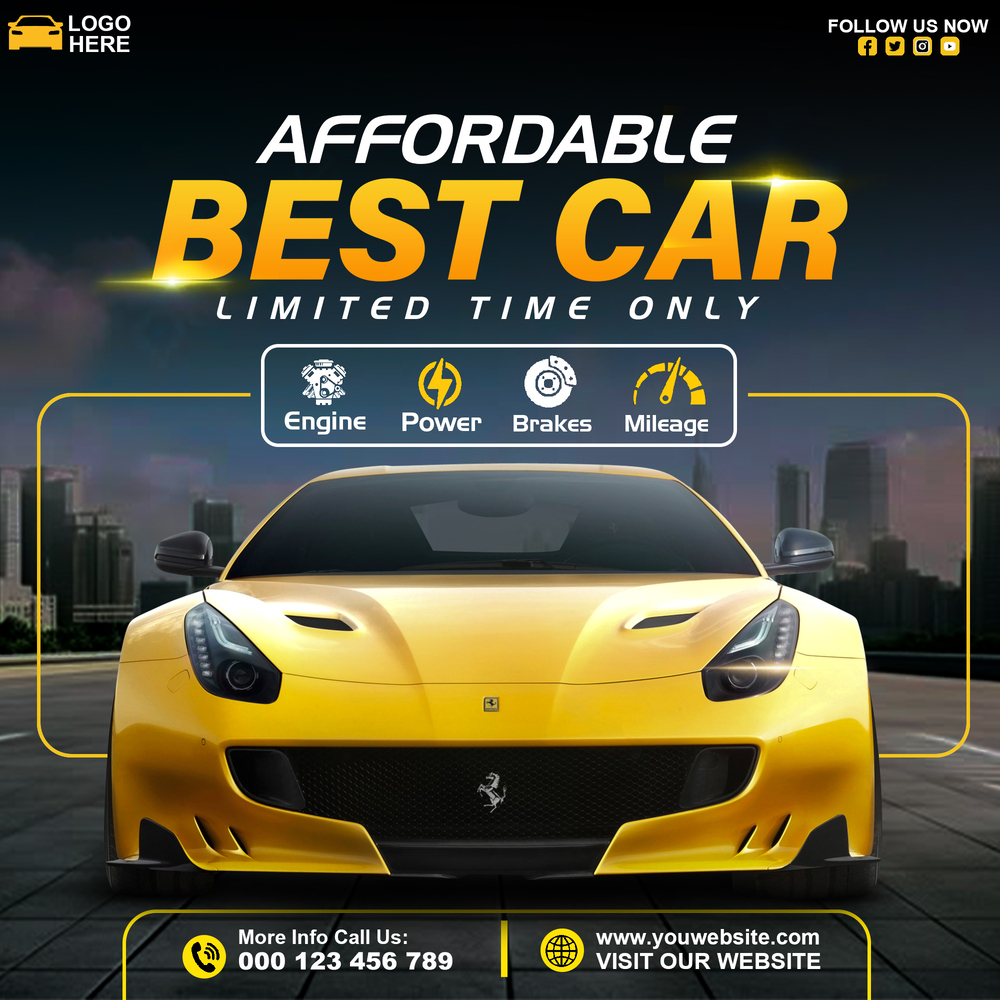 LOGO
HERE
FOLLOW US NOW
AFFORDABLE
BEST CAR
LIMITED TIME ONLY
Engine Power Brakes Mileage
More Info Call Us:
000 123 456 789
www.youwebsite.com
VISIT OUR WEBSITE